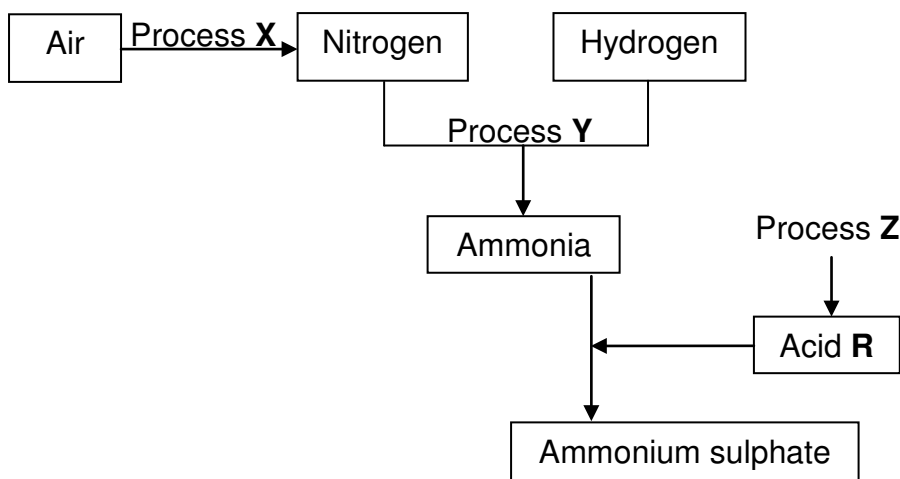 Air
Process X
Nitrogen
Hydrogen
Process Y
Ammonia
Process Z
Acid R
Ammonium sulphate